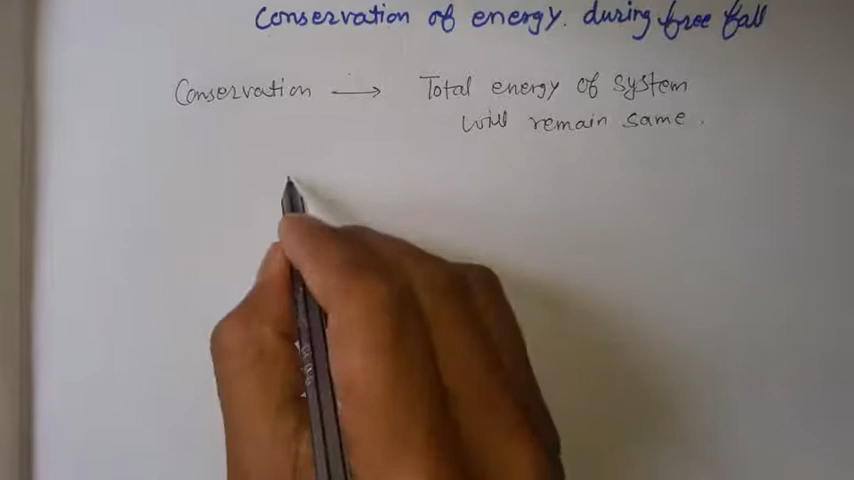 Conservation of energy. during free fall
Conservation → Total energy of system
will remain same.